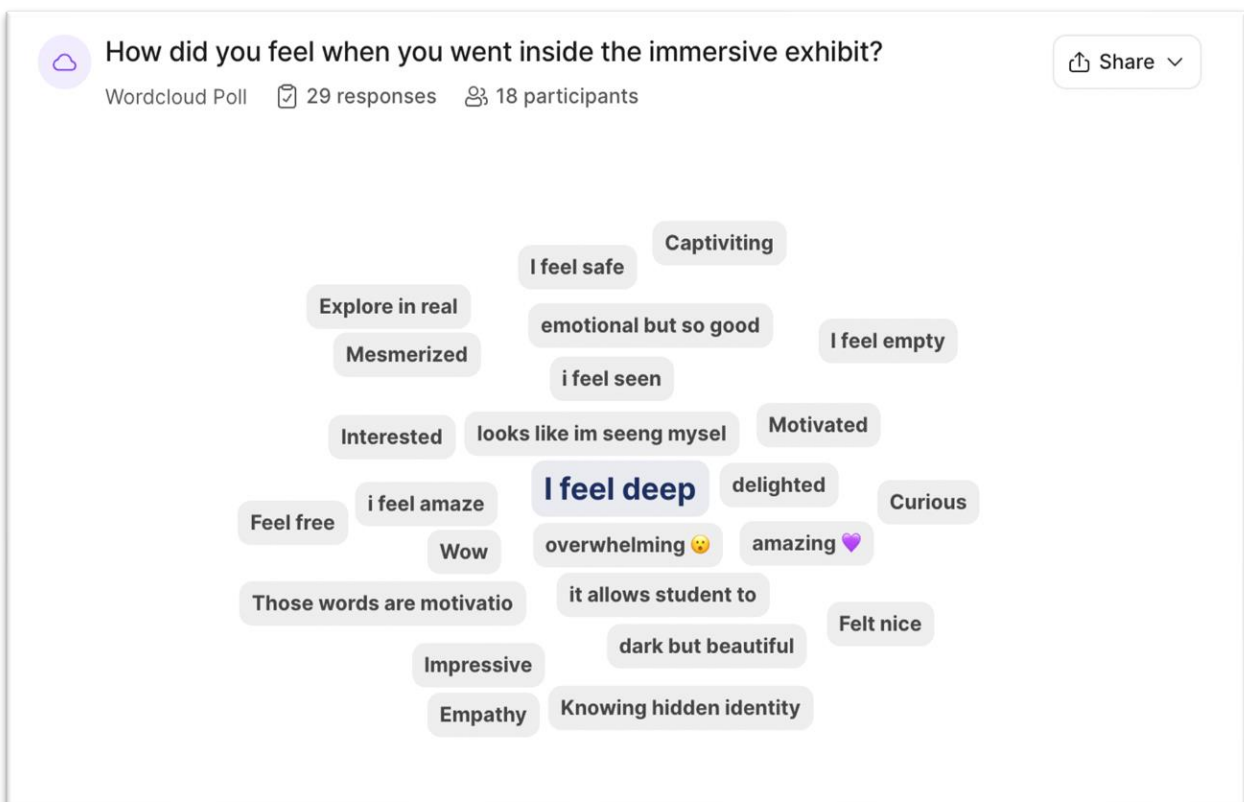 How did you feel when you went inside the immersive exhibit?
Share
Wordcloud Poll 29 responses 18 participants
Captiviting
I feel safe
Explore in real
emotional but so good
I feel empty
Mesmerized
i feel seen
Motivated
Interested
looks like im seeng mysel
I feel deep
delighted
Curious
i feel amaze
Feel free
Wow
overwhelming 😮
amazing 💜
Those words are motivatio
it allows student to
Felt nice
dark but beautiful
Impressive
Empathy
Knowing hidden identity